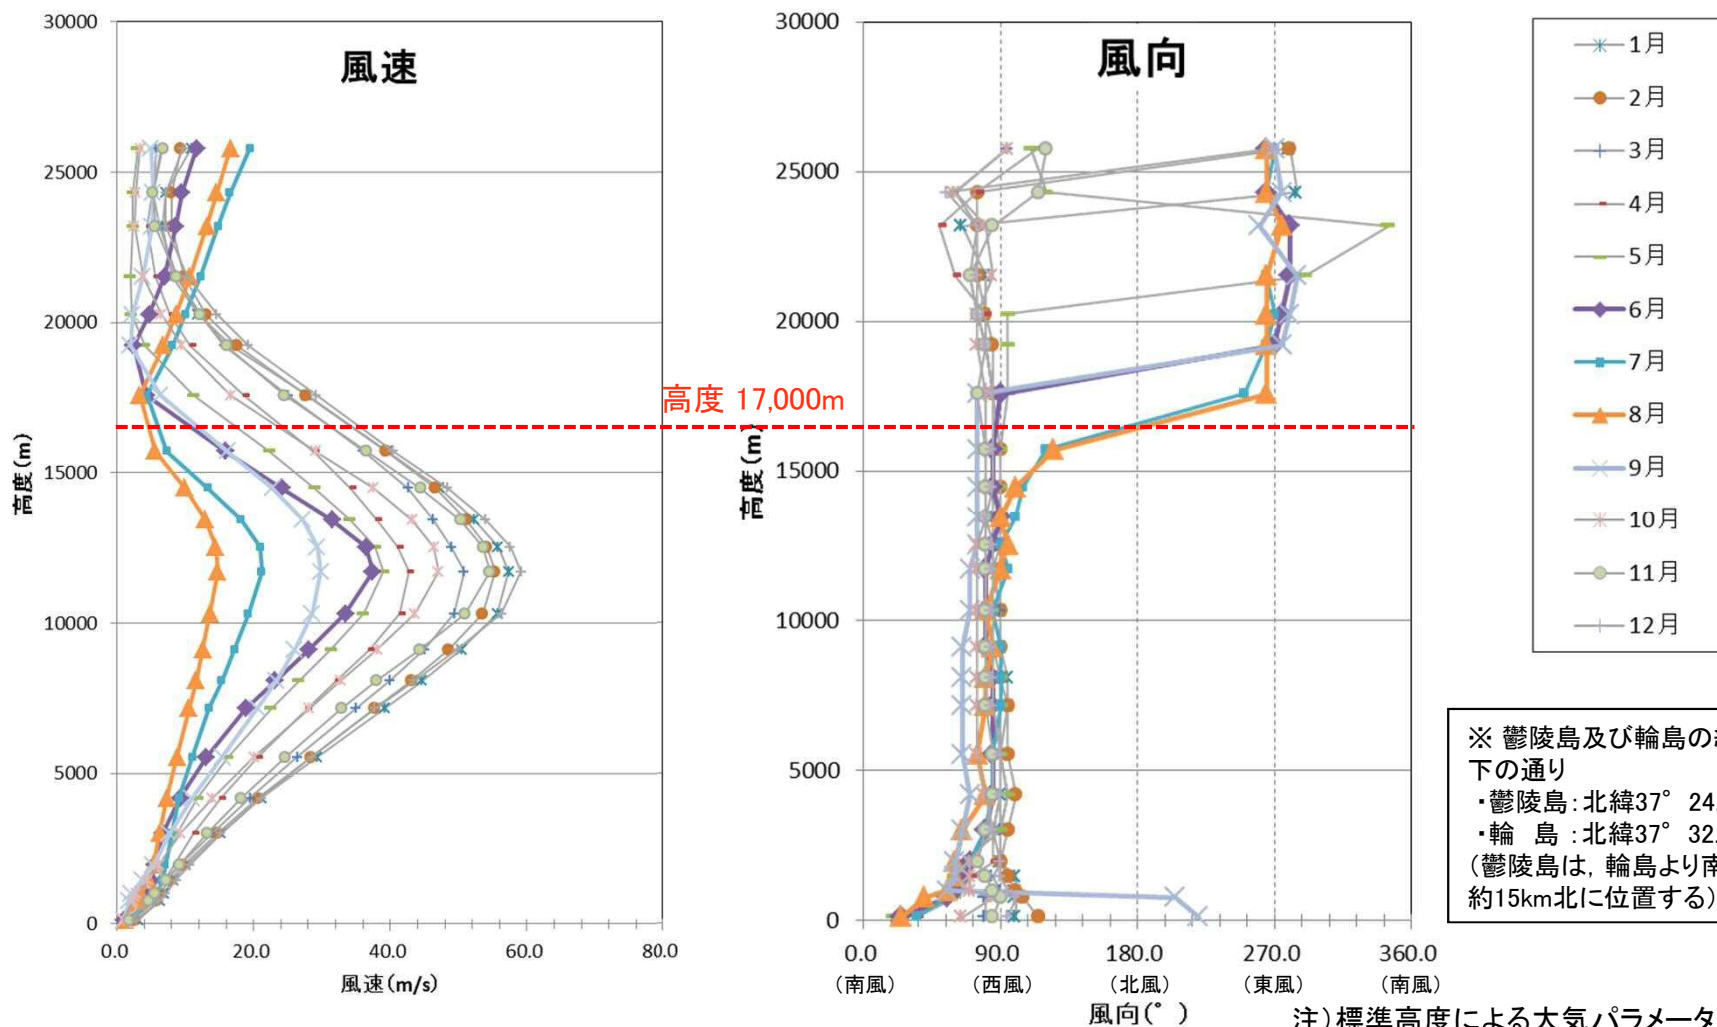 風速
30000
25000
20000
15000
10000
5000
0
高度(m)
0.0 20.0 40.0 60.0 80.0
風速(m/s)
高度 17,000m
風向
30000
25000
20000
15000
10000
5000
0
高度(m)
0.0 90.0 180.0 270.0 360.0
(南風) (西風) (北風) (東風) (南風)
風向(°)
1月
2月
3月
4月
5月
6月
7月
8月
9月
10月
11月
12月
※ 鬱陵島及び輪島の
下の通り
・鬱陵島:北緯37° 24.
・輪 島:北緯37° 32.
(鬱陵島は, 輪島より南
約15km北に位置する)
注)標準高度による大気パラメータ